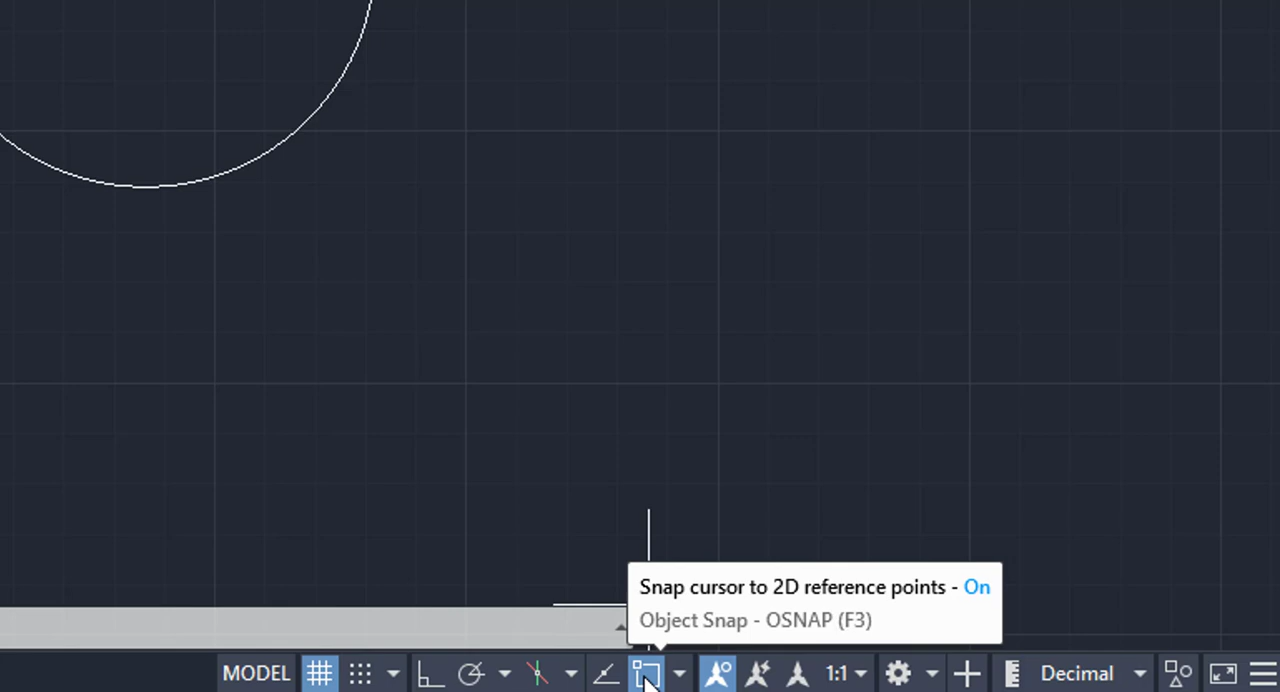 Snap cursor to 2D reference points - On
Object Snap - OSNAP (F3)
MODEL 1:1 Decimal